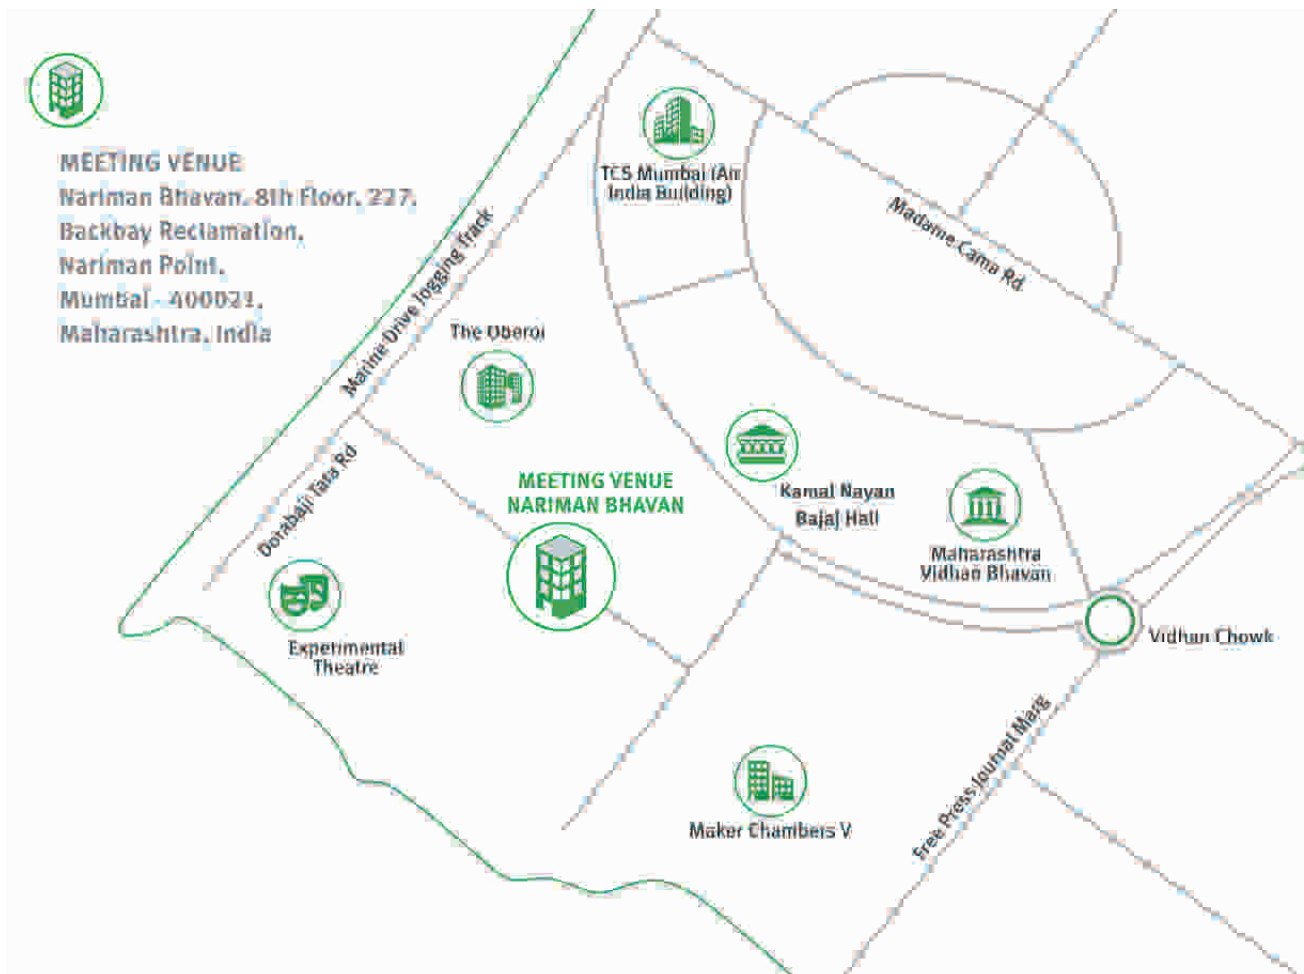 MEETING VENUE
Nariman Bhavan, 8th Floor, 227,
Backbay Reclamation,
Nariman Point,
Mumbai - 400021,
Maharashtra, India
TCS Mumbai (Air
India Building)
Madame Cama Rd
Marine Drive Jogging Track
The Oberoi
Dorabaji Tata Rd
MEETING VENUE
NARIMAN BHAVAN
Kamal Nayan
Bajaj Hall
Maharashtra
Vidhan Bhavan
Experimental
Theatre
Vidhan Chowk
Free Press Journal Marg
Maker Chambers V